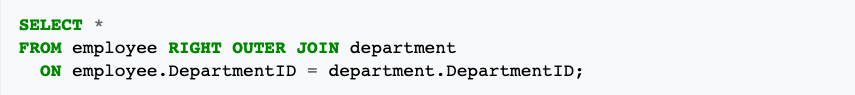 SELECT *
FROM employee RIGHT OUTER JOIN department
  ON employee.DepartmentID = department.DepartmentID;